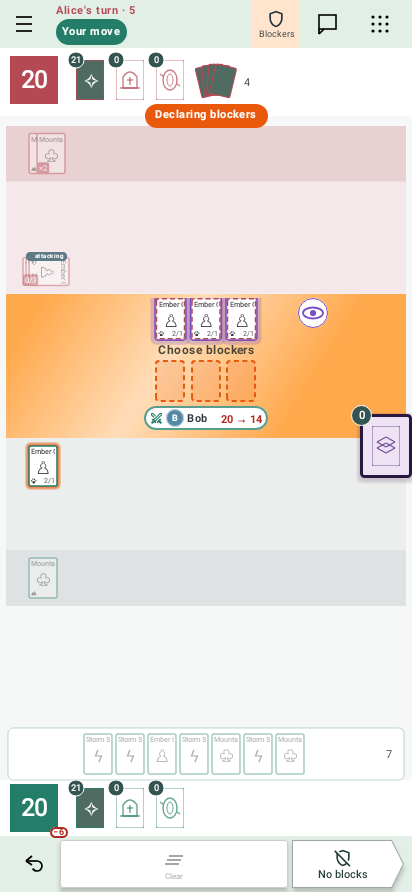 Alice's turn · 5
Your move
Blockers
20
21
0
0
4
Declaring blockers
Mounta
×2
attacking
Ember (
Ember (
Ember (
Ember (
2/1
2/1
2/1
Choose blockers
B Bob 20 → 14
0
Ember (
2/1
Mounta
Storm S
Storm S
Ember (
Storm S
Mounta
Storm S
Mounta
7
20
-6
21
0
0
Clear
No blocks